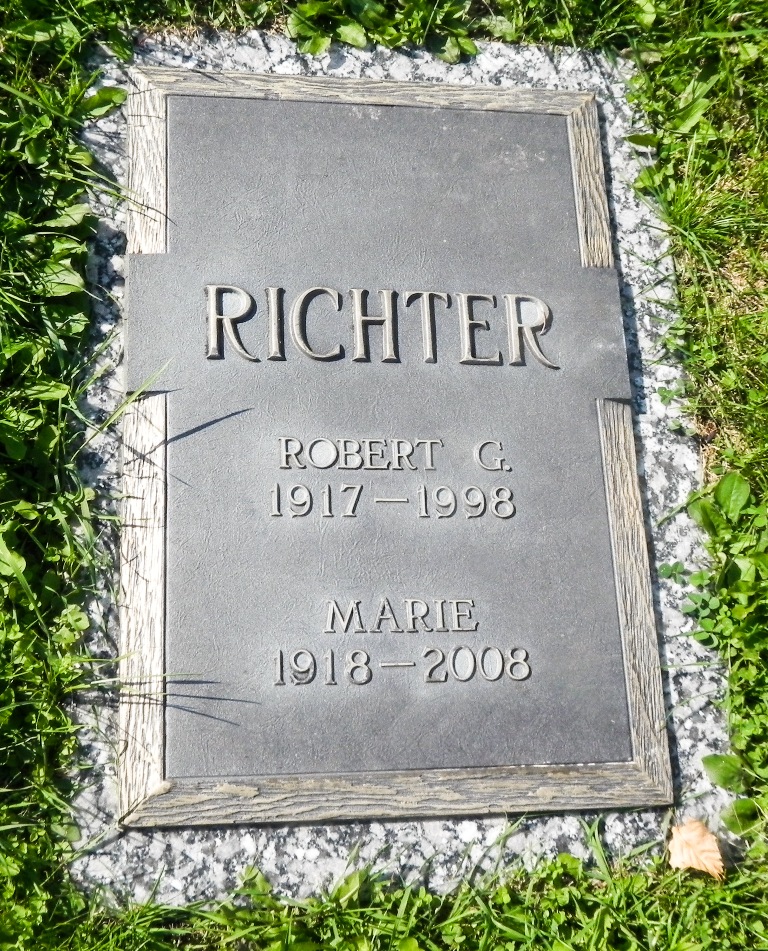 RICHTER
ROBERT G.
1917–1998
MARIE
1918–2008